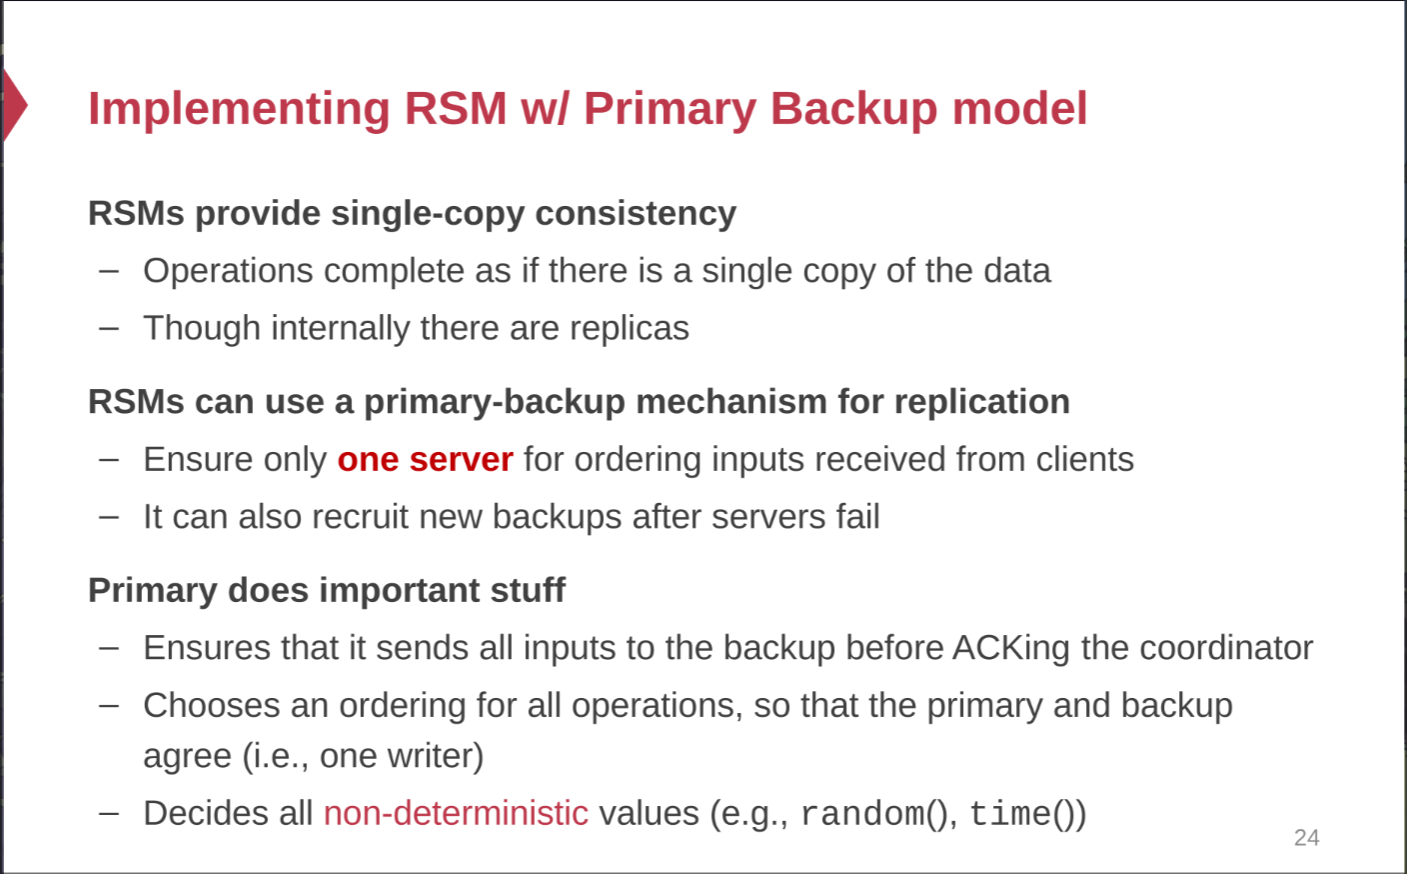 Implementing RSM w/ Primary Backup model
RSMs provide single-copy consistency
– Operations complete as if there is a single copy of the data
– Though internally there are replicas
RSMs can use a primary-backup mechanism for replication
– Ensure only one server for ordering inputs received from clients
– It can also recruit new backups after servers fail
Primary does important stuff
– Ensures that it sends all inputs to the backup before ACKing the coordinator
– Chooses an ordering for all operations, so that the primary and backup
agree (i.e., one writer)
– Decides all non-deterministic values (e.g., random(), time())
24